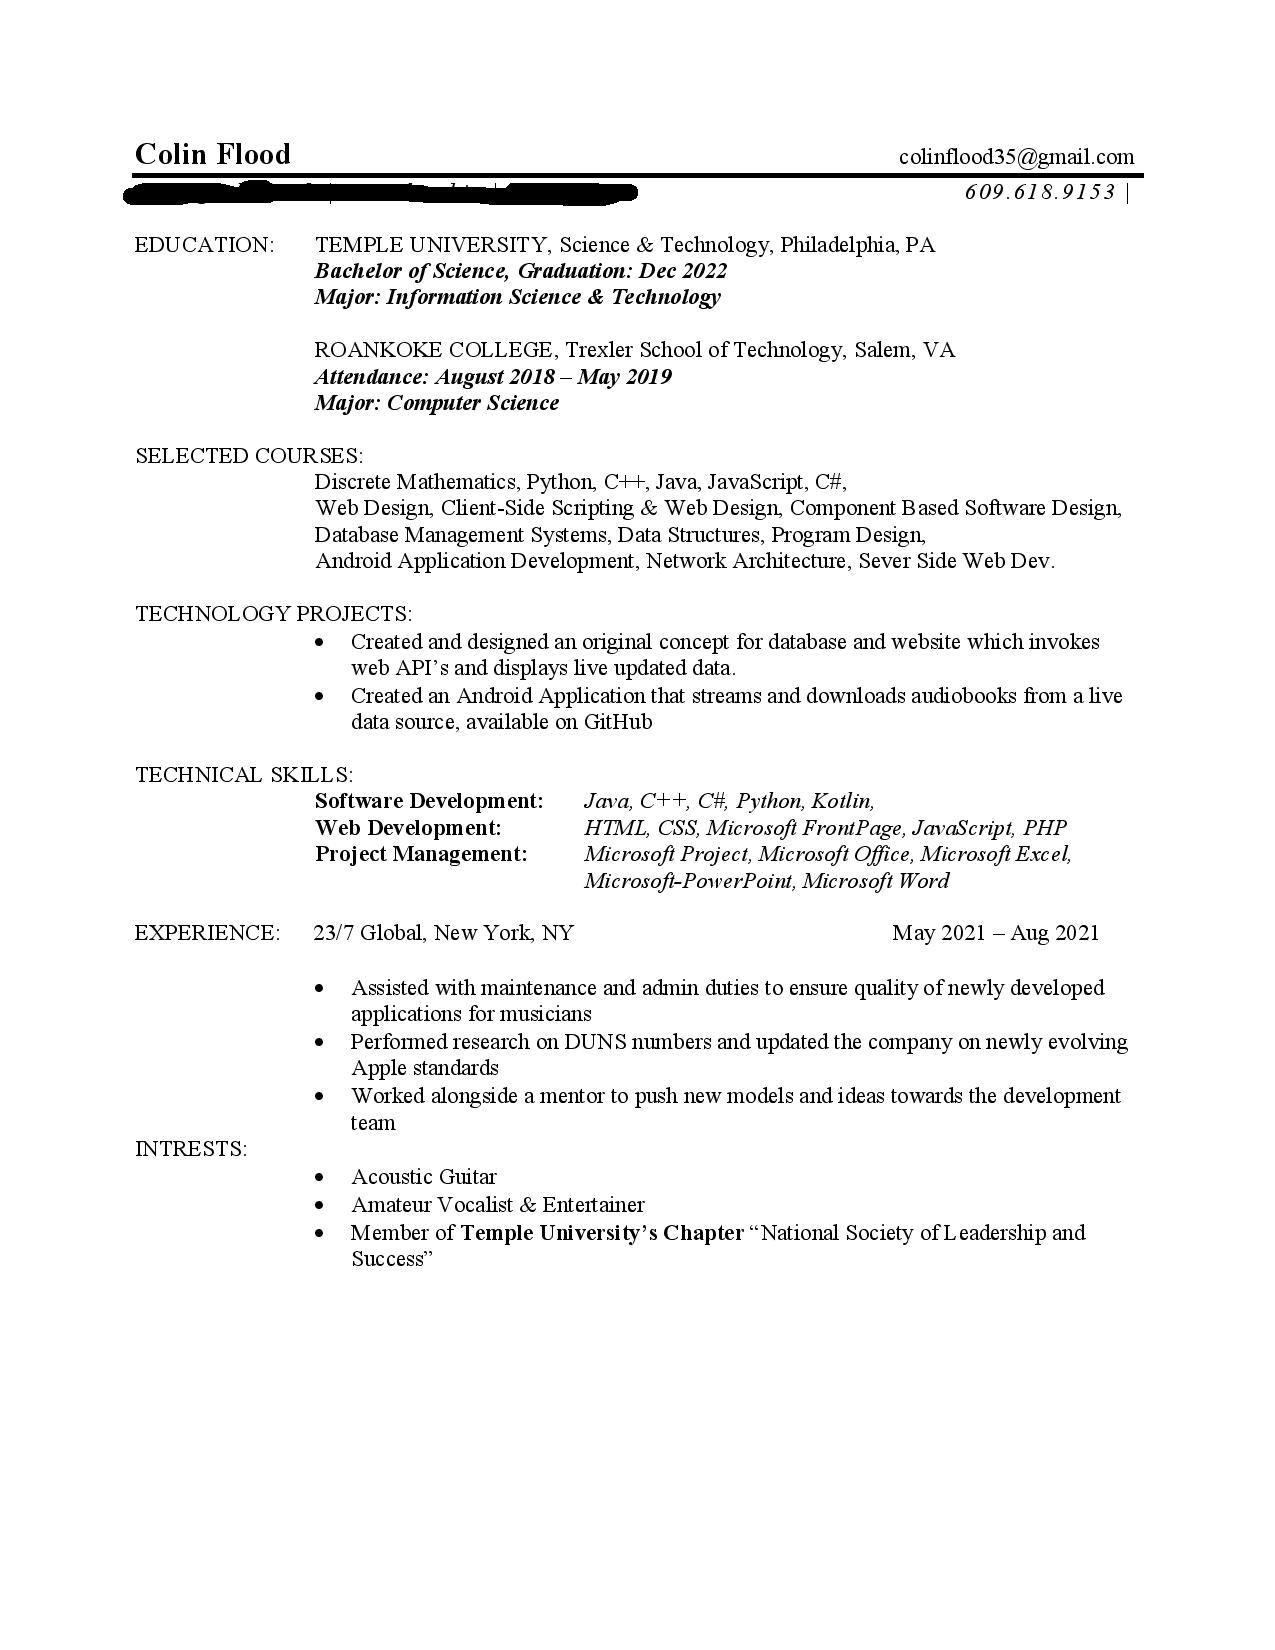 Colin Flood colinflood35@gmail.com
| | 609.618.9153 |
EDUCATION: TEMPLE UNIVERSITY, Science & Technology, Philadelphia, PA
Bachelor of Science, Graduation: Dec 2022
Major: Information Science & Technology
ROANKOKE COLLEGE, Trexler School of Technology, Salem, VA
Attendance: August 2018 – May 2019
Major: Computer Science
SELECTED COURSES:
Discrete Mathematics, Python, C++, Java, JavaScript, C#,
Web Design, Client-Side Scripting & Web Design, Component Based Software Design,
Database Management Systems, Data Structures, Program Design,
Android Application Development, Network Architecture, Sever Side Web Dev.
TECHNOLOGY PROJECTS:
• Created and designed an original concept for database and website which invokes
web API’s and displays live updated data.
• Created an Android Application that streams and downloads audiobooks from a live
data source, available on GitHub
TECHNICAL SKILLS:
Software Development: Java, C++, C#, Python, Kotlin,
Web Development: HTML, CSS, Microsoft FrontPage, JavaScript, PHP
Project Management: Microsoft Project, Microsoft Office, Microsoft Excel,
Microsoft-PowerPoint, Microsoft Word
EXPERIENCE: 23/7 Global, New York, NY May 2021 – Aug 2021
• Assisted with maintenance and admin duties to ensure quality of newly developed
applications for musicians
• Performed research on DUNS numbers and updated the company on newly evolving
Apple standards
• Worked alongside a mentor to push new models and ideas towards the development
team
INTRESTS:
• Acoustic Guitar
• Amateur Vocalist & Entertainer
• Member of Temple University’s Chapter “National Society of Leadership and
Success”